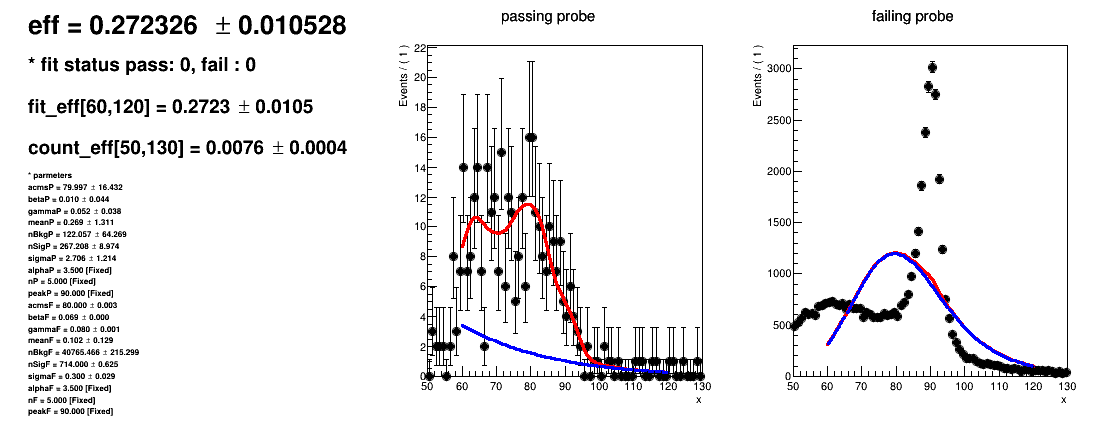 eff = 0.272326 ± 0.010528
* fit status pass: 0, fail : 0
fit_eff[60,120] = 0.2723 ± 0.0105
count_eff[50,130] = 0.0076 ± 0.0004
* parmeters
acmsP = 79.997 ± 16.432
betaP = 0.010 ± 0.044
gammaP = 0.052 ± 0.038
meanP = 0.269 ± 1.311
nBkgP = 122.057 ± 64.269
nSigP = 267.208 ± 8.974
sigmaP = 2.706 ± 1.214
alphaP = 3.500 [Fixed]
nP = 5.000 [Fixed]
peakP = 90.000 [Fixed]
acmsF = 80.000 ± 0.003
betaF = 0.069 ± 0.000
gammaF = 0.080 ± 0.001
meanF = 0.102 ± 0.129
nBkgF = 40765.466 ± 215.299
nSigF = 714.000 ± 0.625
sigmaF = 0.300 ± 0.029
alphaF = 3.500 [Fixed]
nF = 5.000 [Fixed]
peakF = 90.000 [Fixed]
passing probe
Events / ( 1 )
22
20
18
16
14
12
10
8
6
4
2
0
50 60 70 80 90 100 110 120 130
x
failing probe
Events / ( 1 )
3000
2500
2000
1500
1000
500
0
50 60 70 80 90 100 110 120 130
x